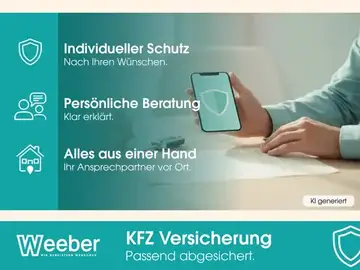 Individueller Schutz
Nach Ihren Wünschen.
Persönliche Beratung
Klar erklärt.
Alles aus einer Hand
Ihr Ansprechpartner vor Ort.
KI generiert
Weeber
KFZ Versicherung
Passend abgesichert.